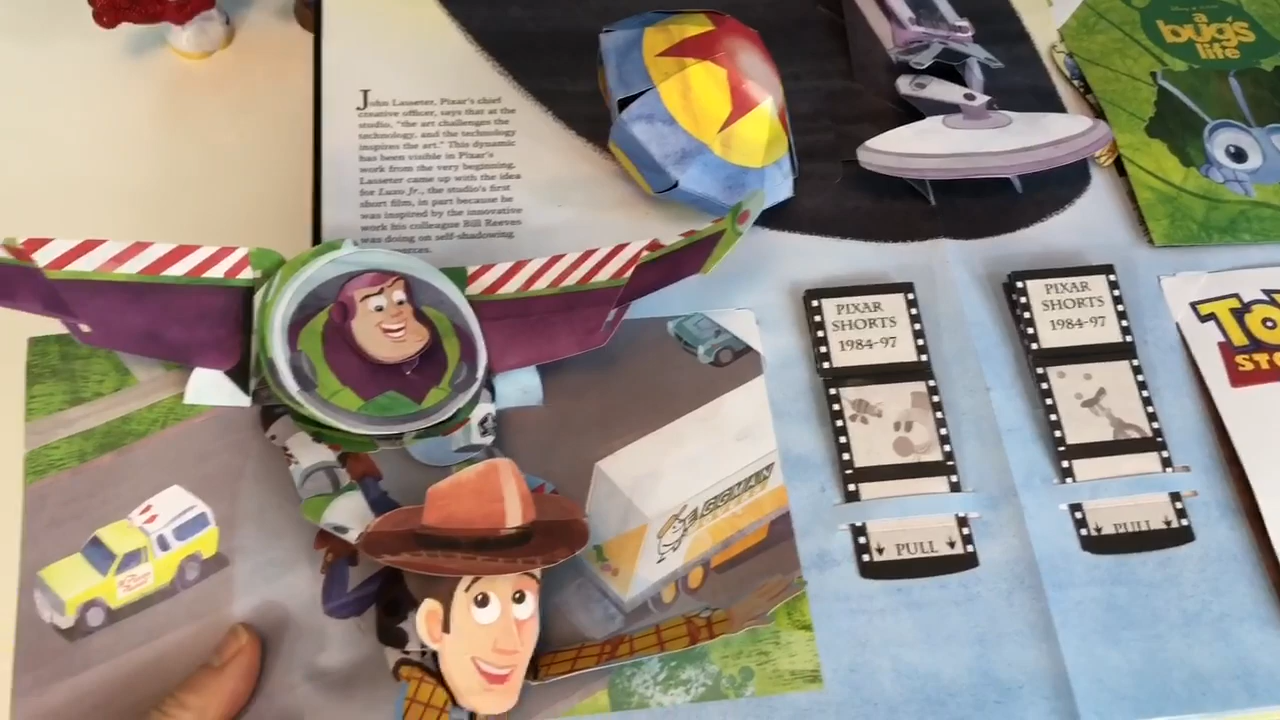 John Lasseter, Pixar's chief
creative officer, says that at the
studio, "the art challenges the
technology, and the technology
inspires the art." This dynamic
has been visible in Pixar's
work from the very beginning.
Lasseter came up with the idea
for Luxo Jr., the studio's first
short film, in part because he
was inspired by the innovative
work his colleague Bill Reeves
was doing on self-shadowing
a bug's life
PIXAR
SHORTS
1984-97
PULL
PIXAR
SHORTS
1984-97
PULL
TO
STO
EGGMAN